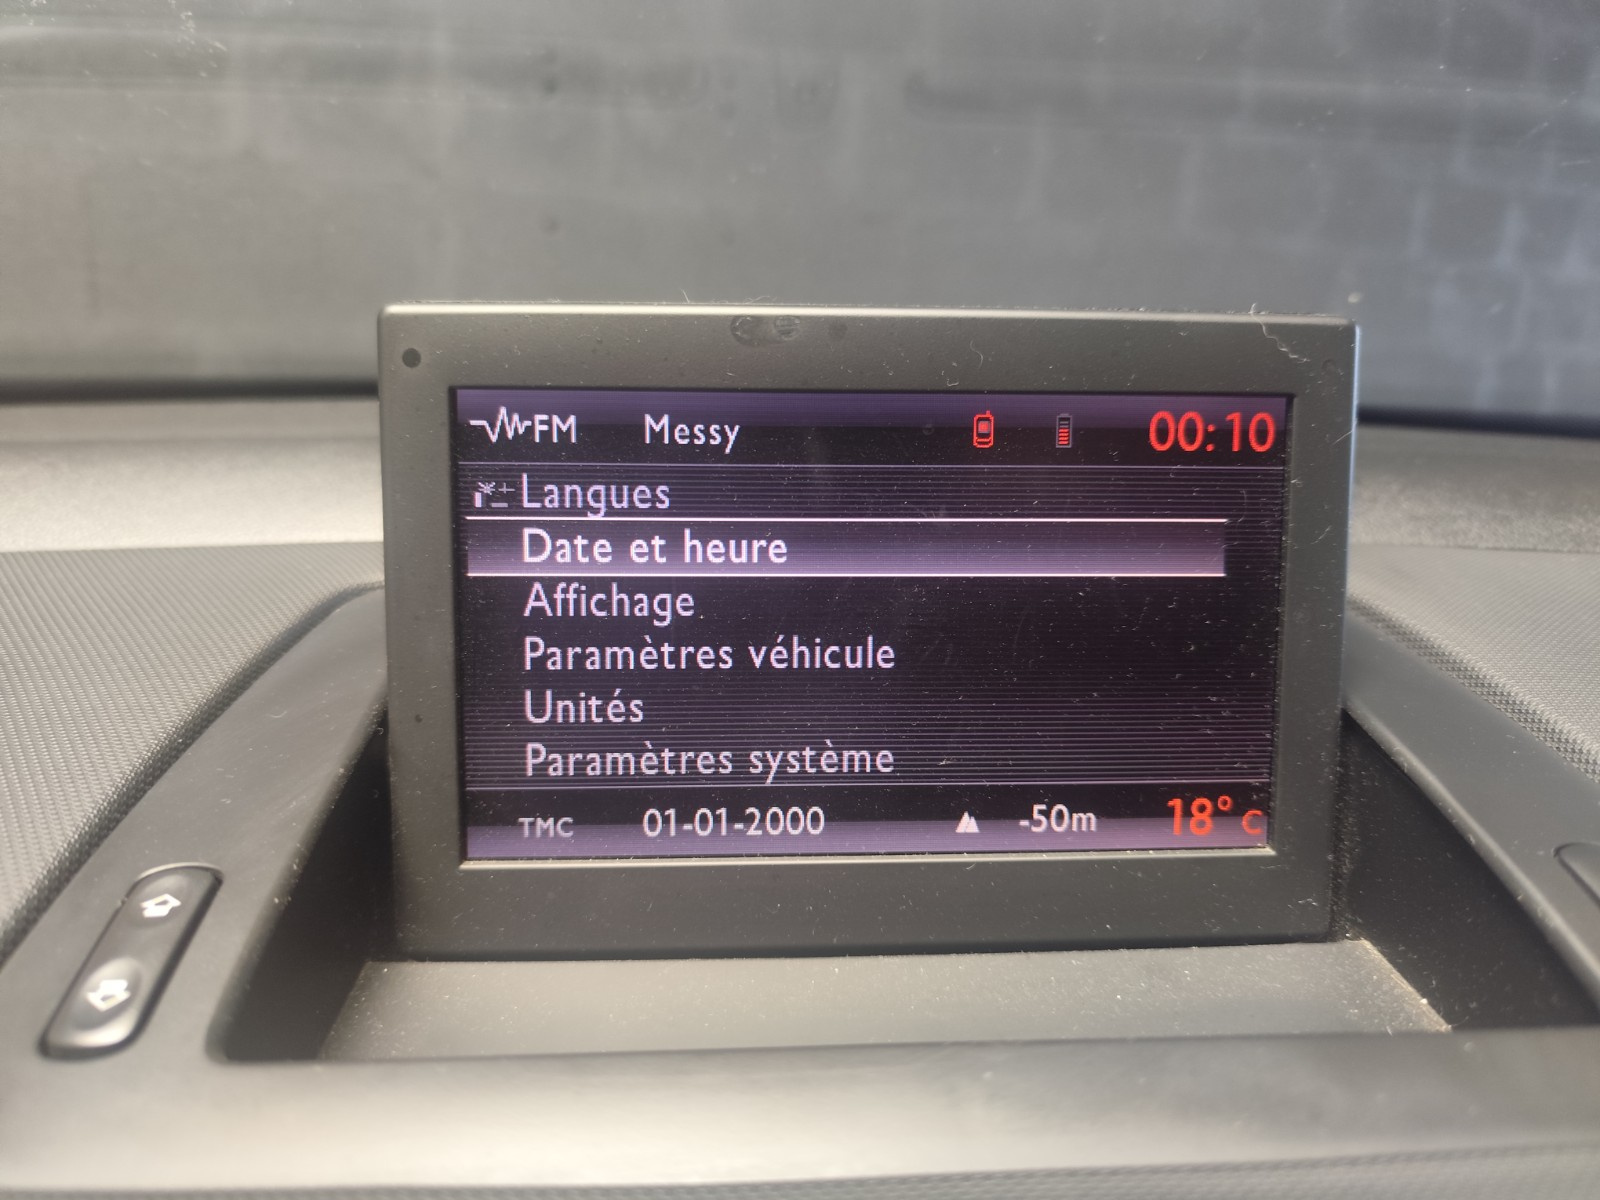 FM Messy 00:10
Langues
Date et heure
Affichage
Paramètres véhicule
Unités
Paramètres système
TMC 01-01-2000 -50m 18° C